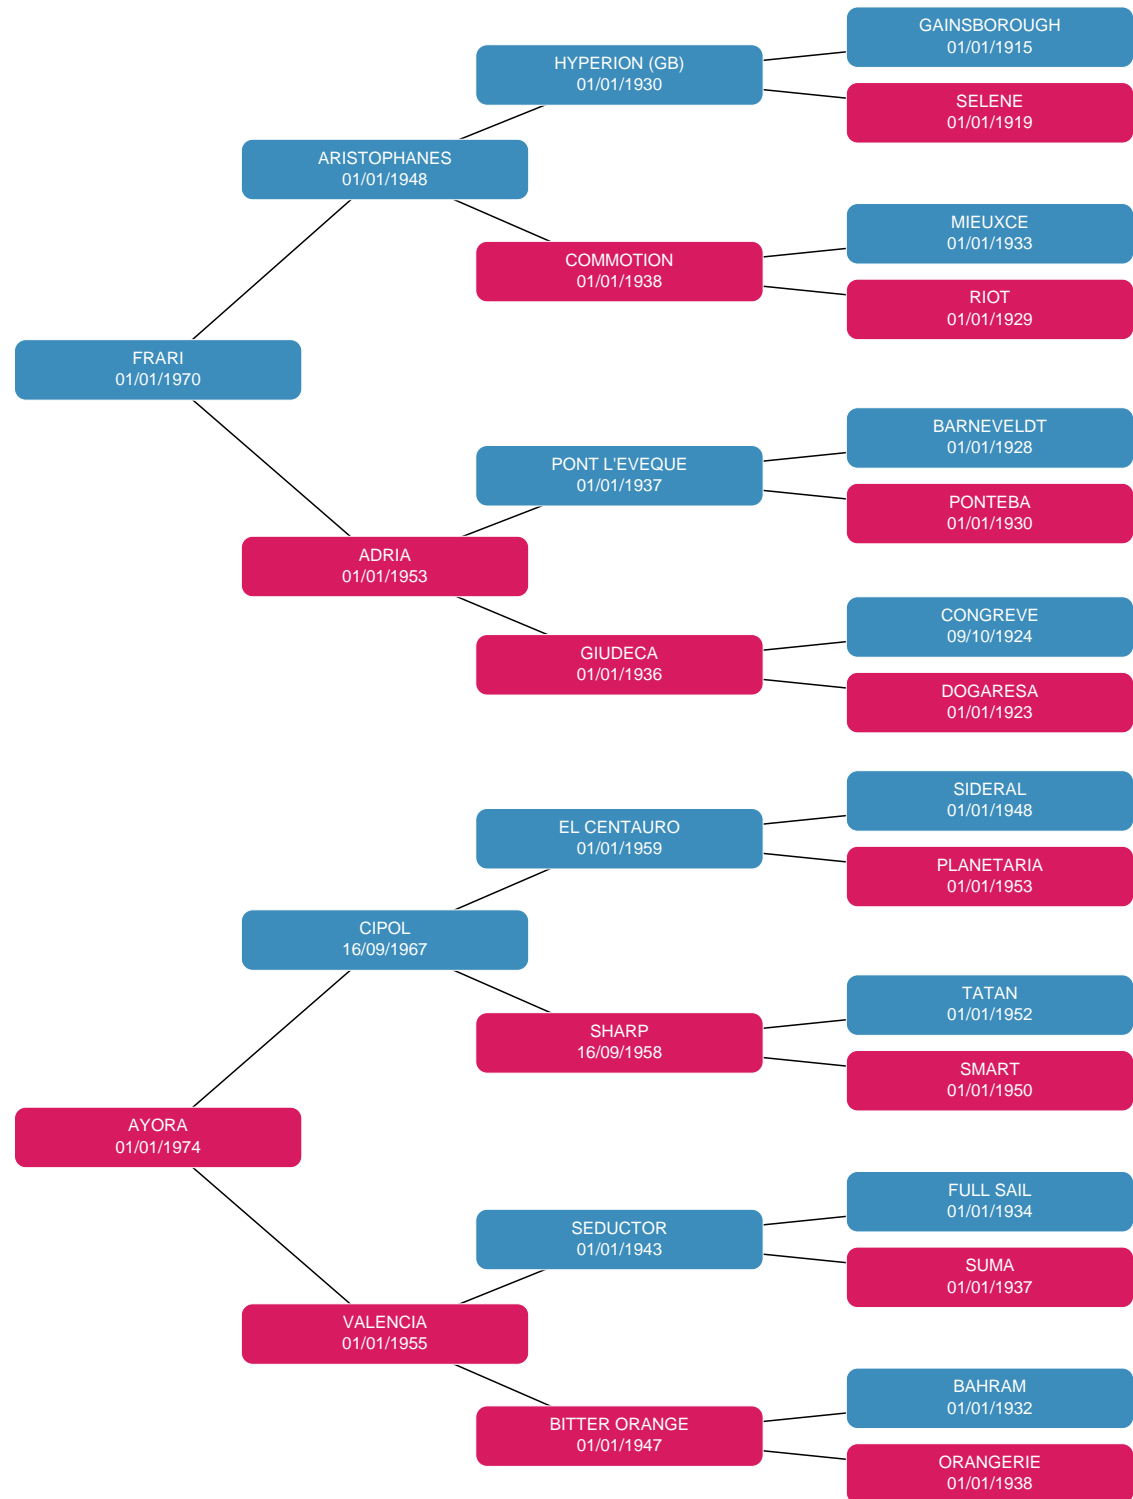 GAINSBOROUGH
01/01/1915
HYPERION (GB)
01/01/1930
SELENE
01/01/1919
ARISTOPHANES
01/01/1948
MIEUXCE
01/01/1933
COMMOTION
01/01/1938
RIOT
01/01/1929
FRARI
01/01/1970
BARNEVELDT
01/01/1928
PONT L'EVEQUE
01/01/1937
PONTEBA
01/01/1930
ADRIA
01/01/1953
CONGREVE
09/10/1924
GIUDECA
01/01/1936
DOGARESA
01/01/1923
SIDERAL
01/01/1948
EL CENTAURO
01/01/1959
PLANETARIA
01/01/1953
CIPOL
16/09/1967
TATAN
01/01/1952
SHARP
16/09/1958
SMART
01/01/1950
AYORA
01/01/1974
FULL SAIL
01/01/1934
SEDUCTOR
01/01/1943
SUMA
01/01/1937
VALENCIA
01/01/1955
BAHRAM
01/01/1932
BITTER ORANGE
01/01/1947
ORANGERIE
01/01/1938